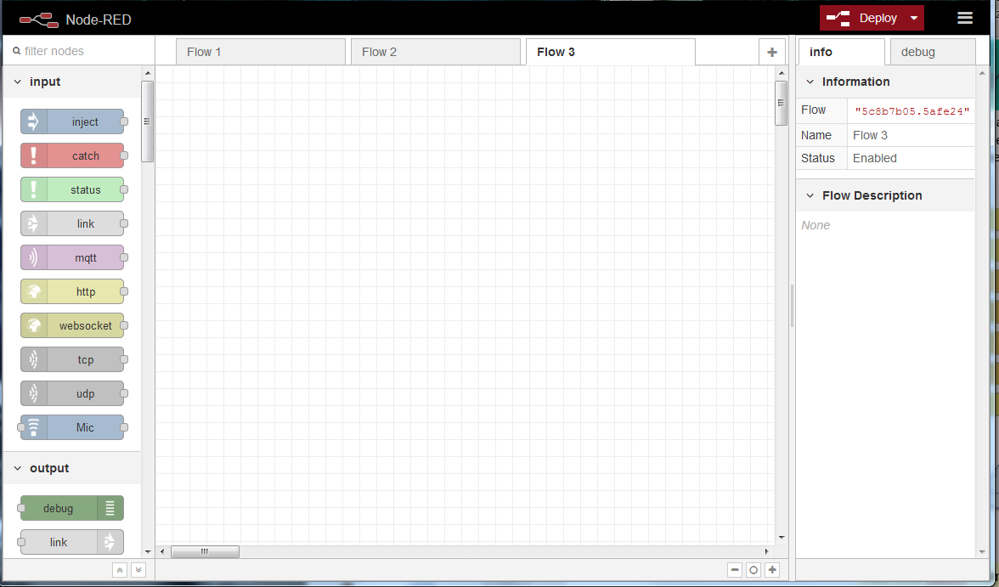 Node-RED
Deploy
filter nodes
Flow 1
Flow 2
Flow 3
info
debug
input
inject
catch
status
link
mqtt
http
websocket
tcp
udp
Mic
output
debug
link
Information
Flow "5c8b7b05.5afe24"
Name Flow 3
Status Enabled
Flow Description
None